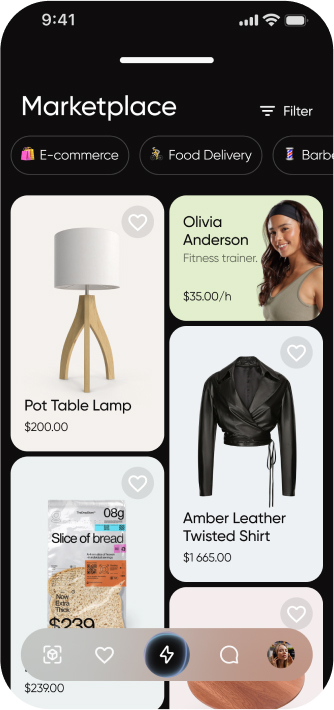 9:41
Marketplace
Filter
E-commerce
Food Delivery
Barbe
Pot Table Lamp
$200.00
Olivia
Anderson
Fitness trainer.
$35.00/h
Amber Leather
Twisted Shirt
$1 665.00
08g
Slice of bread
Now
Extra
Thick
$239
$239.00